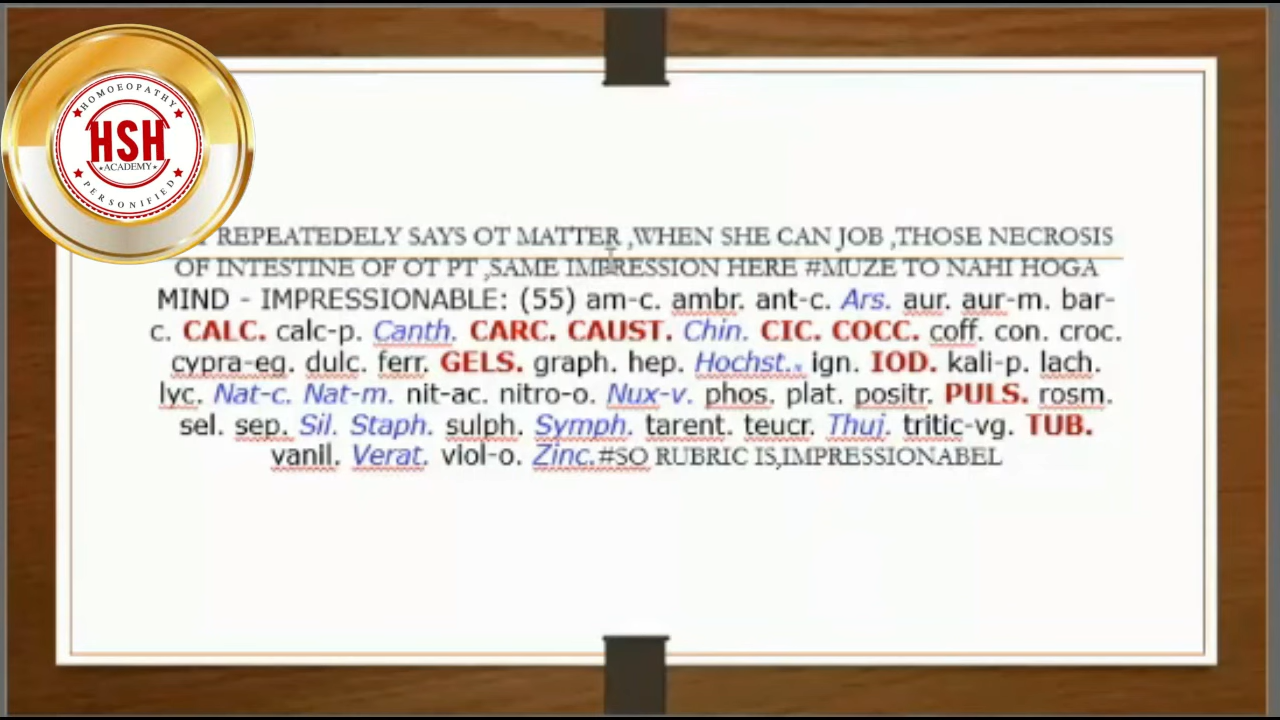 HOMOEOPATHY
HSH
ACADEMY
PERSONIFIED
REPEATEDELY SAYS OT MATTER ,WHEN SHE CAN JOB ,THOSE NECROSIS
OF INTESTINE OF OT PT ,SAME IMPRESSION HERE #MUZE TO NAHI HOGA
MIND - IMPRESSIONABLE: (55) am-c. ambr. ant-c. Ars. aur. aur-m. bar-
c. CALC. calc-p. Canth. CARC. CAUST. Chin. CIC. COCC. coff. con. croc.
cypra-eg. dulc. ferr. GELS. graph. hep. Hochst.. ign. IOD. kali-p. lach.
lyc. Nat-c. Nat-m. nit-ac. nitro-o. Nux-v. phos. plat. positr. PULS. rosm.
sel. sep. Sil. Staph. sulph. Symph. tarent. teucr. Thuj. tritic-vg. TUB.
vanil. Verat. viol-o. Zinc.#SO RUBRIC IS,IMPRESSIONABEL